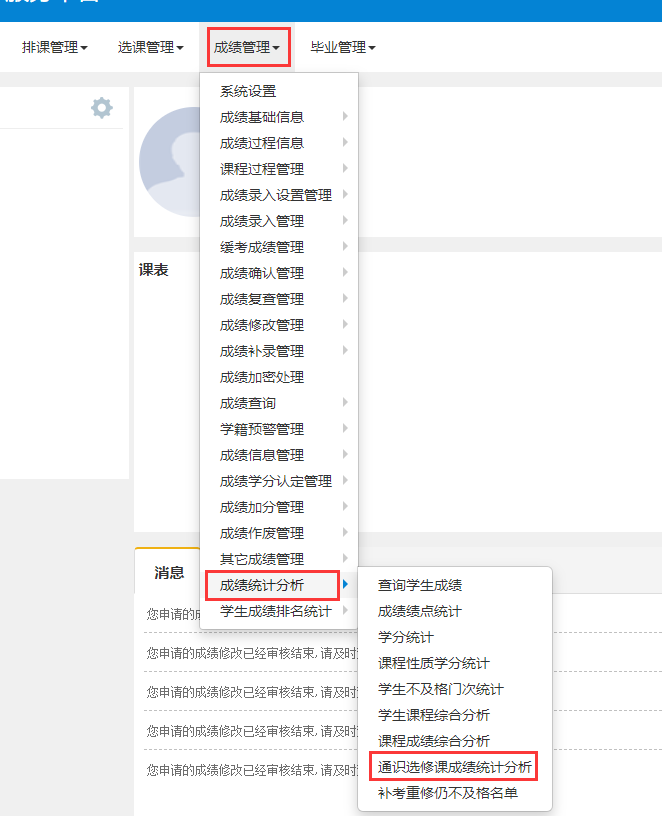 排课管理 选课管理 成绩管理 毕业管理
系统设置
成绩基础信息
成绩过程信息
课程过程管理
成绩录入设置管理
成绩录入管理
缓考成绩管理
成绩确认管理
成绩复查管理
成绩修改管理
成绩补录管理
成绩加密处理
成绩查询
学籍预警管理
成绩信息管理
成绩学分认定管理
成绩加分管理
成绩作废管理
其它成绩管理
成绩统计分析
学生成绩排名统计
查询学生成绩
成绩绩点统计
学分统计
课程性质学分统计
学生不及格门次统计
学生课程综合分析
课程成绩综合分析
通识选修课成绩统计分析
补考重修仍不及格名单
课表
消息
您申请的
您申请的成绩修改已经审核结束, 请及时
您申请的成绩修改已经审核结束, 请及时
您申请的成绩修改已经审核结束, 请及时
您申请的成绩修改已经审核结束, 请及时